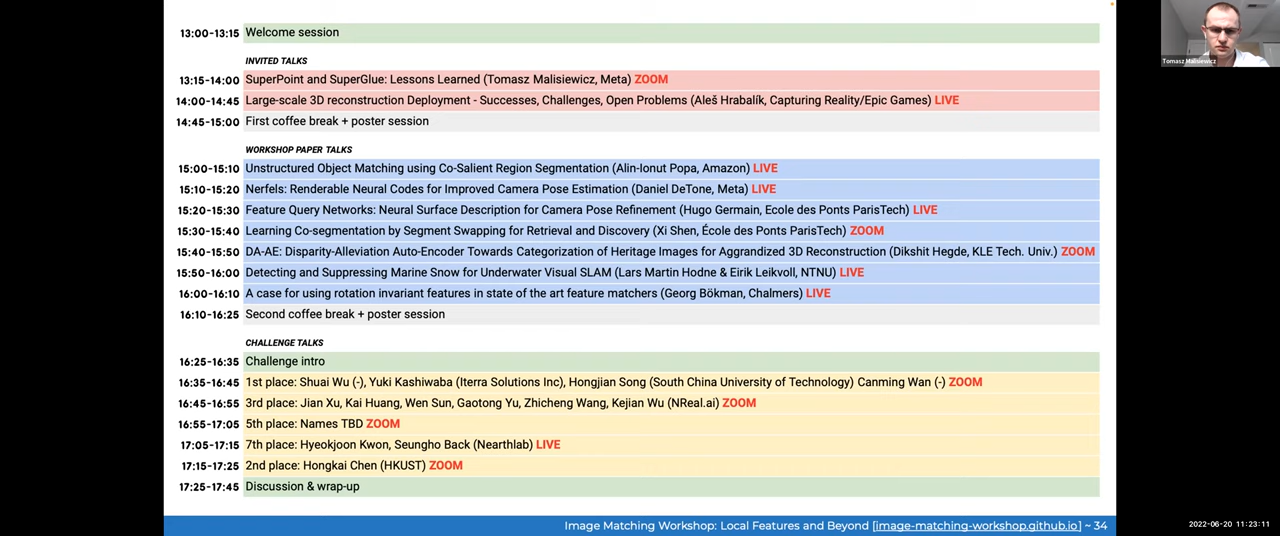 13:00-13:15 Welcome session
INVITED TALKS
13:15-14:00 SuperPoint and SuperGlue: Lessons Learned (Tomasz Malisiewicz, Meta) ZOOM
14:00-14:45 Large-scale 3D reconstruction Deployment - Successes, Challenges, Open Problems (Aleš Hrabalík, Capturing Reality/Epic Games) LIVE
14:45-15:00 First coffee break + poster session
WORKSHOP PAPER TALKS
15:00-15:10 Unstructured Object Matching using Co-Salient Region Segmentation (Alin-Ionut Popa, Amazon) LIVE
15:10-15:20 Nerfels: Renderable Neural Codes for Improved Camera Pose Estimation (Daniel DeTone, Meta) LIVE
15:20-15:30 Feature Query Networks: Neural Surface Description for Camera Pose Refinement (Hugo Germain, Ecole des Ponts ParisTech) LIVE
15:30-15:40 Learning Co-segmentation by Segment Swapping for Retrieval and Discovery (Xi Shen, École des Ponts ParisTech) ZOOM
15:40-15:50 DA-AE: Disparity-Alleviation Auto-Encoder Towards Categorization of Heritage Images for Aggrandized 3D Reconstruction (Dikshit Hegde, KLE Tech. Univ.) ZOOM
15:50-16:00 Detecting and Suppressing Marine Snow for Underwater Visual SLAM (Lars Martin Hodne & Eirik Leikvoll, NTNU) LIVE
16:00-16:10 A case for using rotation invariant features in state of the art feature matchers (Georg Bökman, Chalmers) LIVE
16:10-16:25 Second coffee break + poster session
CHALLENGE TALKS
16:25-16:35 Challenge intro
16:35-16:45 1st place: Shuai Wu (-), Yuki Kashiwaba (Iterra Solutions Inc), Hongjian Song (South China University of Technology) Canming Wan (-) ZOOM
16:45-16:55 3rd place: Jian Xu, Kai Huang, Wen Sun, Gaotong Yu, Zhicheng Wang, Kejian Wu (NReal.ai) ZOOM
16:55-17:05 5th place: Names TBD ZOOM
17:05-17:15 7th place: Hyeokjoon Kwon, Seungho Back (Nearthlab) LIVE
17:15-17:25 2nd place: Hongkai Chen (HKUST) ZOOM
17:25-17:45 Discussion & wrap-up
Image Matching Workshop: Local Features and Beyond [image-matching-workshop.github.io] ~ 34
Tomasz Malisiewicz
2022-06-20 11:23:11